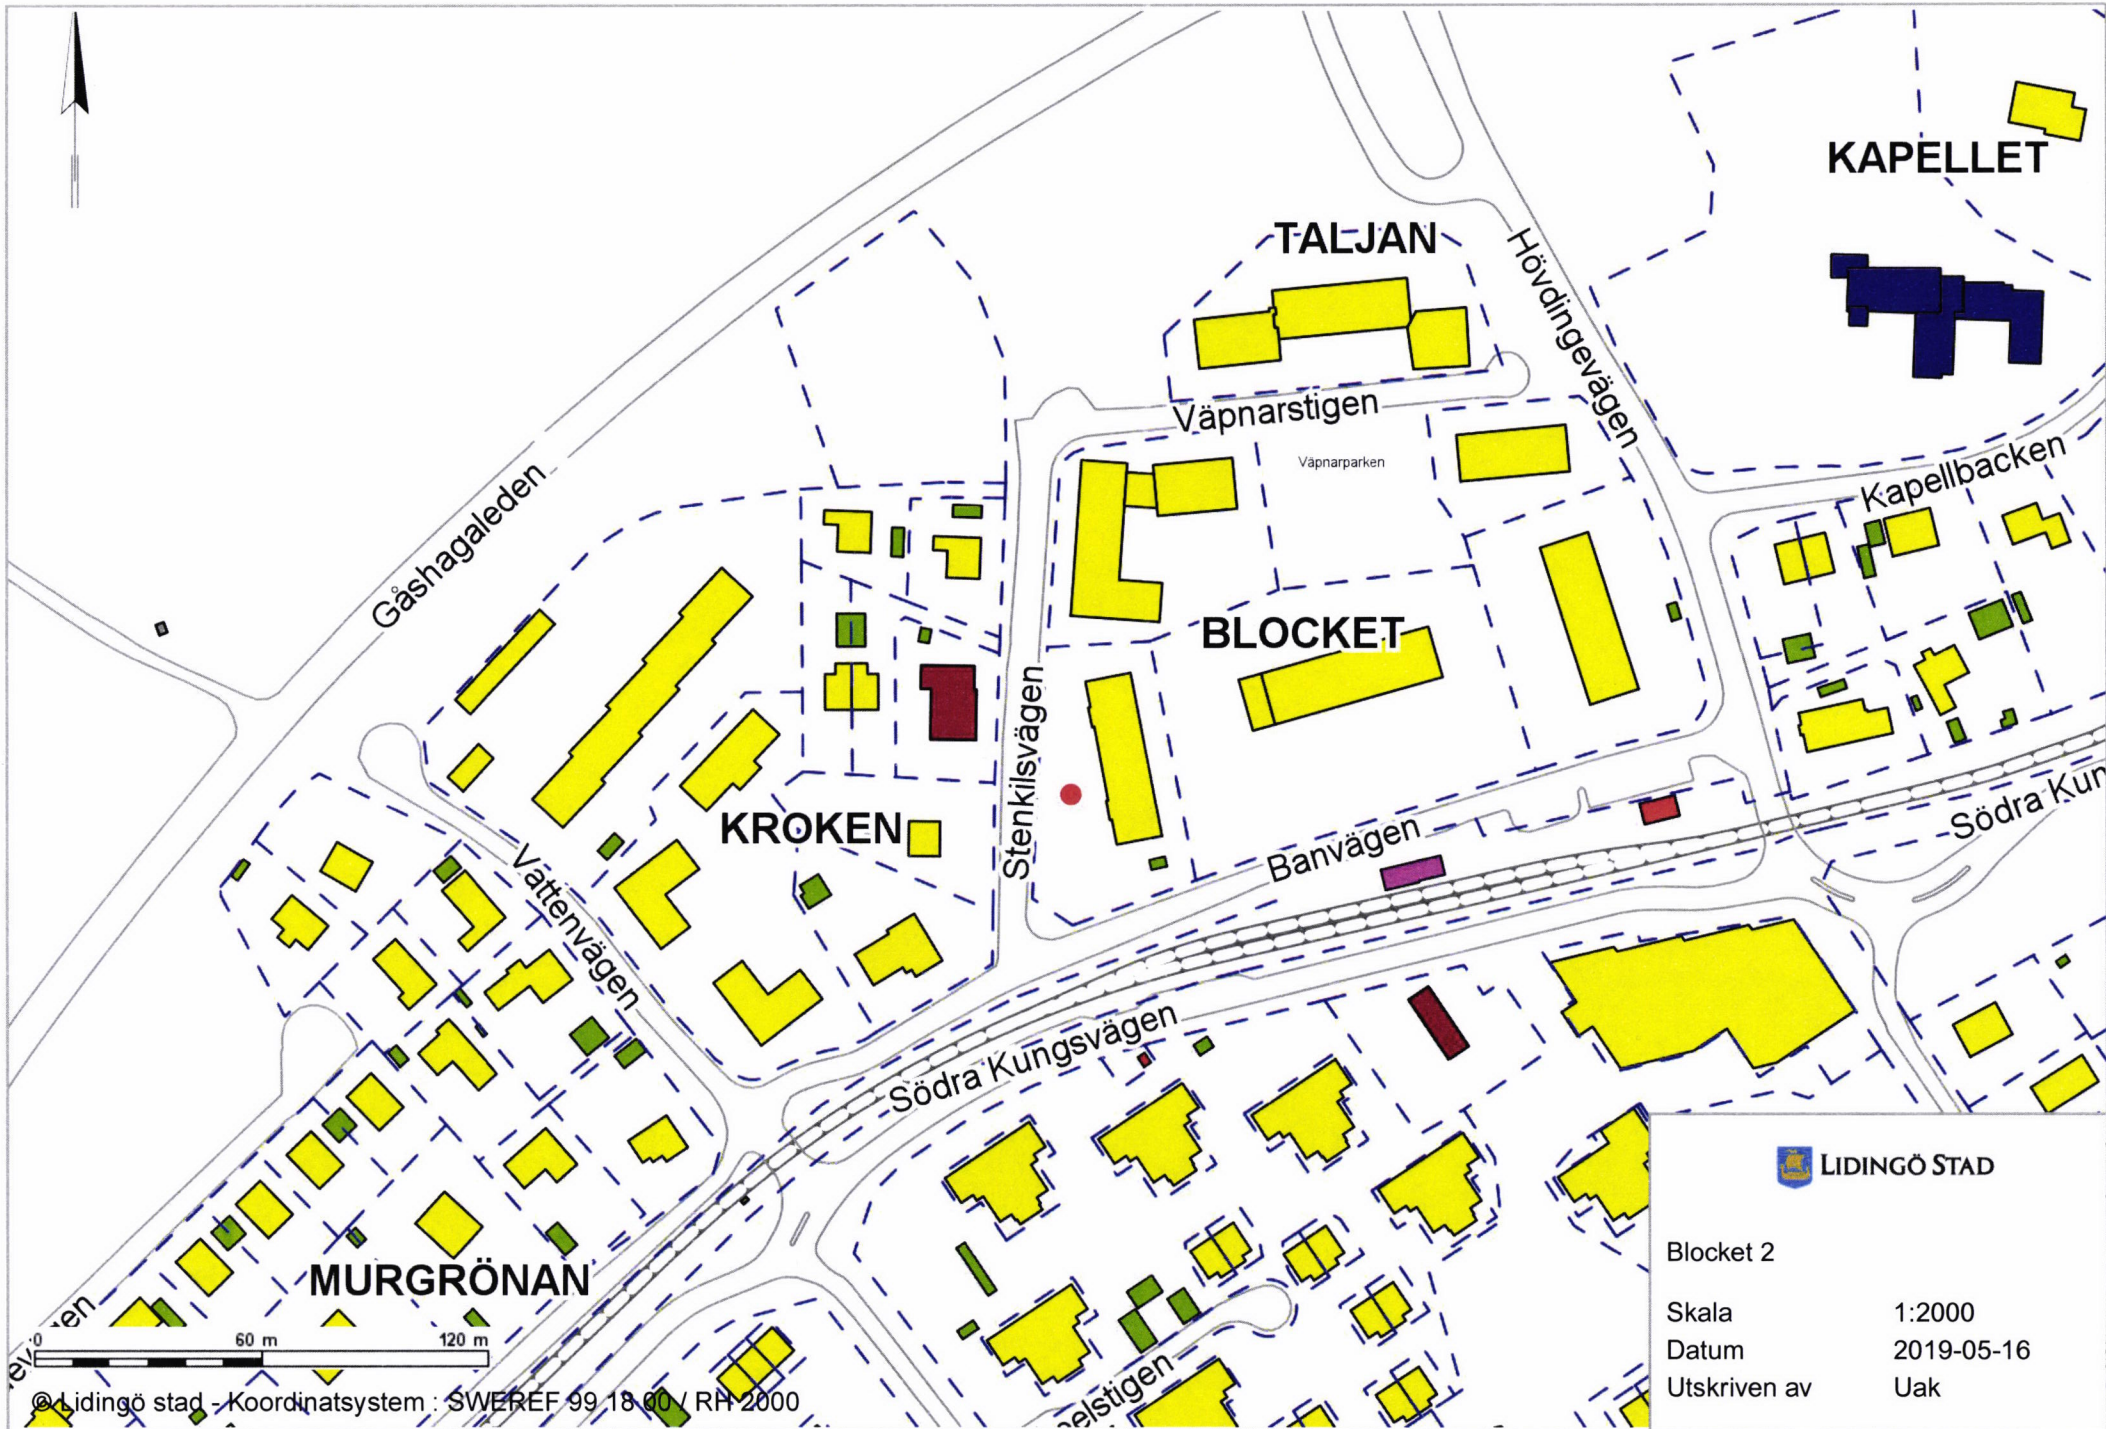 KAPELLET
TALJAN
Hövdingevägen
Väpnarstigen
Väpnarparken
Kapellbacken
Gåshagaleden
BLOCKET
Stenkilsvägen
KROKEN
Banvägen
Södra Kun
Vattenvägen
Södra Kungsvägen
MURGRÖNAN
elstigen
LIDINGÖ STAD
Blocket 2
Skala 1:2000
Datum 2019-05-16
Utskriven av Uak
0 60 m 120 m
© Lidingö stad - Koordinatsystem : SWEREF 99 18 00 / RH 2000